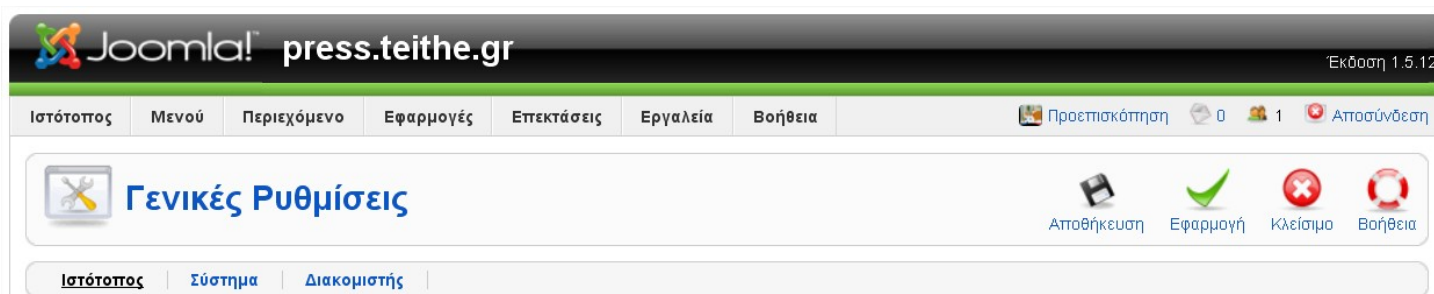 Joomla!™ press.teithe.gr
Έκδοση 1.5.12
Ιστότοπος Μενού Περιεχόμενο Εφαρμογές Επεκτάσεις Εργαλεία Βοήθεια Προεπισκόπηση 0 1 Αποσύνδεση
Γενικές Ρυθμίσεις
Αποθήκευση Εφαρμογή Κλείσιμο Βοήθεια
Ιστότοπος Σύστημα Διακομιστής